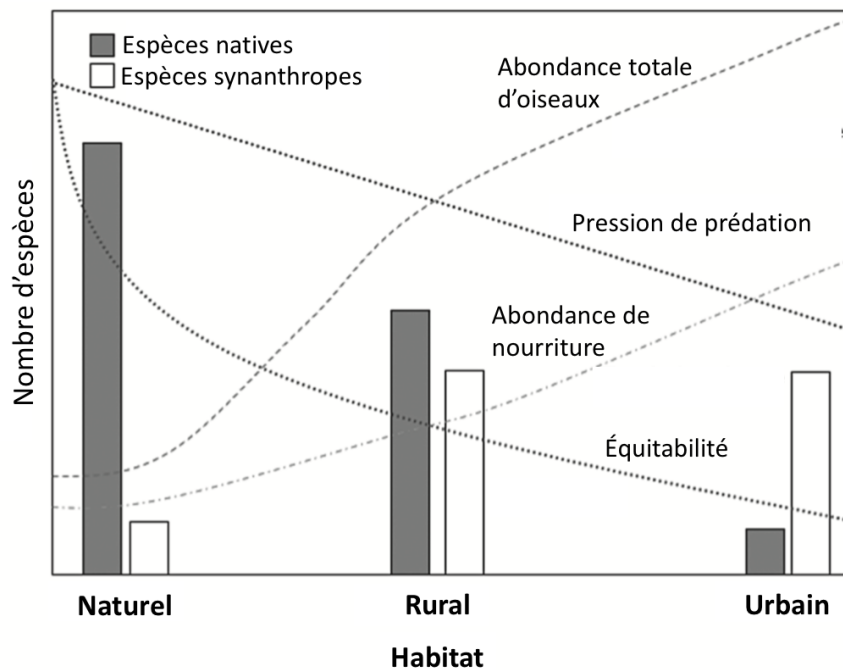 Espèces natives
Espèces synanthropes
Abondance totale
d'oiseaux
Pression de prédation
Abondance de
nourriture
Équitabilité
Nombre d'espèces
Naturel
Rural
Urbain
Habitat